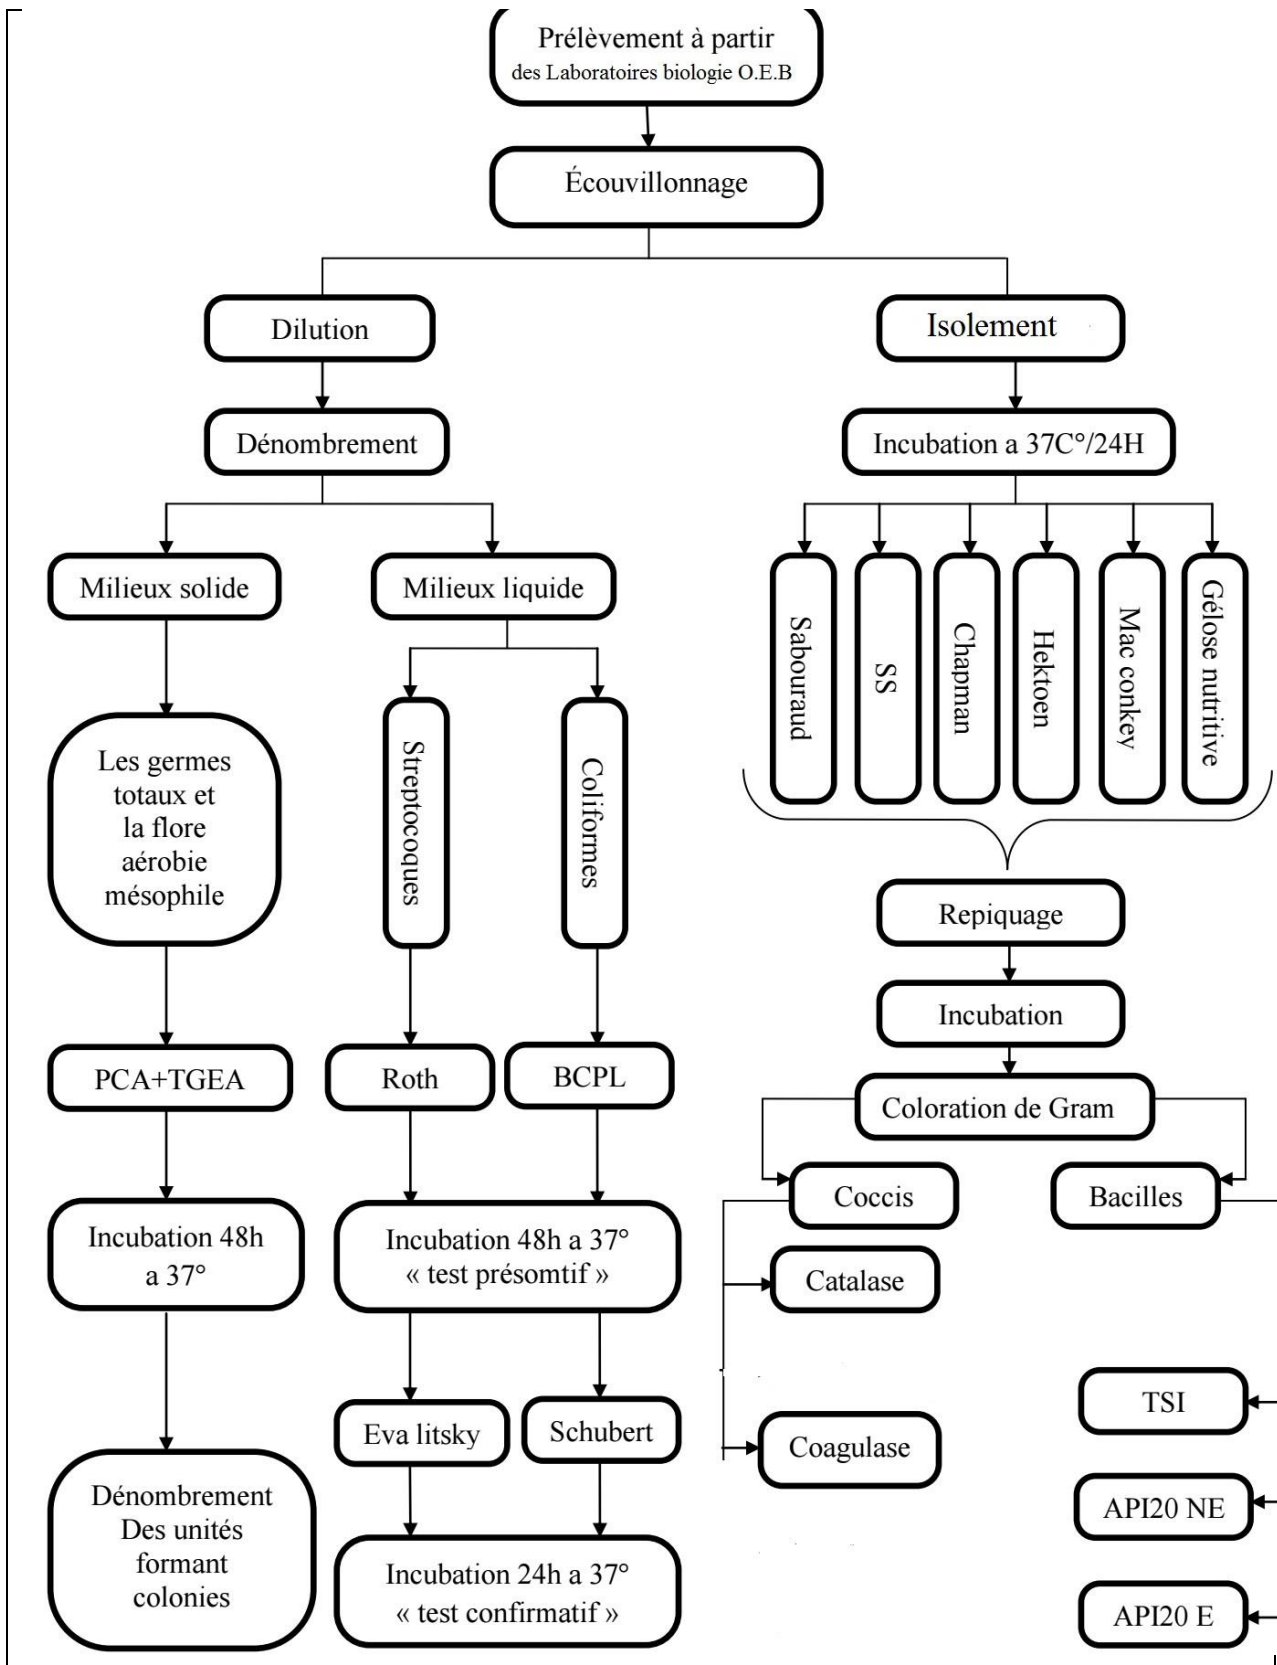 Prélèvement à partir
des Laboratoires biologie O.E.B
Écouvillonnage
Dilution
Isolement
Dénombrement
Incubation a 37C°/24H
Milieux solide
Milieux liquide
Sabouraud
SS
Chapman
Hektoen
Mac conkey
Gélose nutritive
Les germes
totaux et
la flore
aérobie
mésophile
Streptocoques
Coliformes
Repiquage
Incubation
PCA+TGEA
Roth
BCPL
Coloration de Gram
Coccis
Bacilles
Incubation 48h
a 37°
Incubation 48h a 37°
« test présomtif »
Catalase
Eva litsky
Schubert
Coagulase
TSI
API20 NE
API20 E
Dénombrement
Des unités
formant
colonies
Incubation 24h a 37°
« test confirmatif »